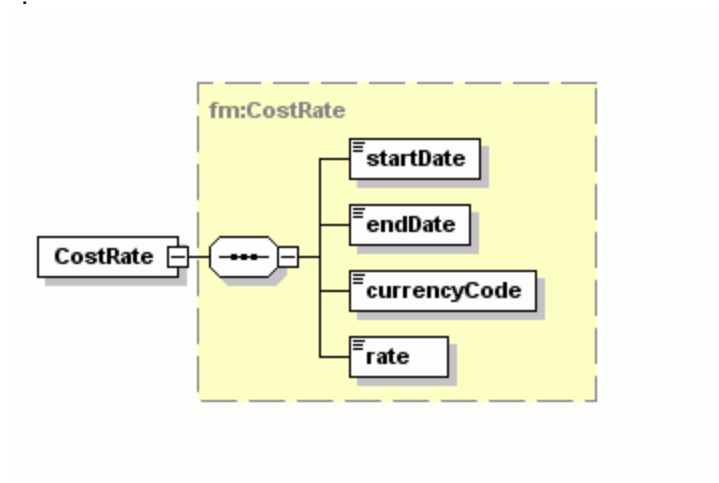 fm:CostRate
startDate
endDate
CostRate
currencyCode
rate